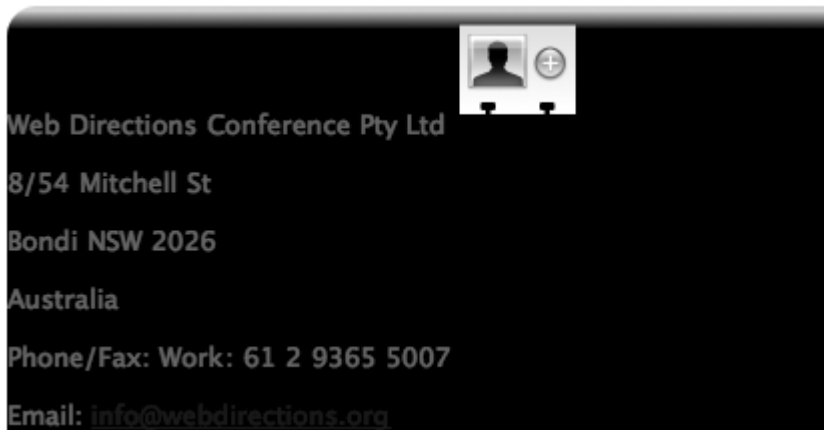 Web Directions Conference Pty Ltd
8/54 Mitchell St
Bondi NSW 2026
Australia
Phone/Fax: Work: 61 2 9365 5007
Email: info@webdirections.org